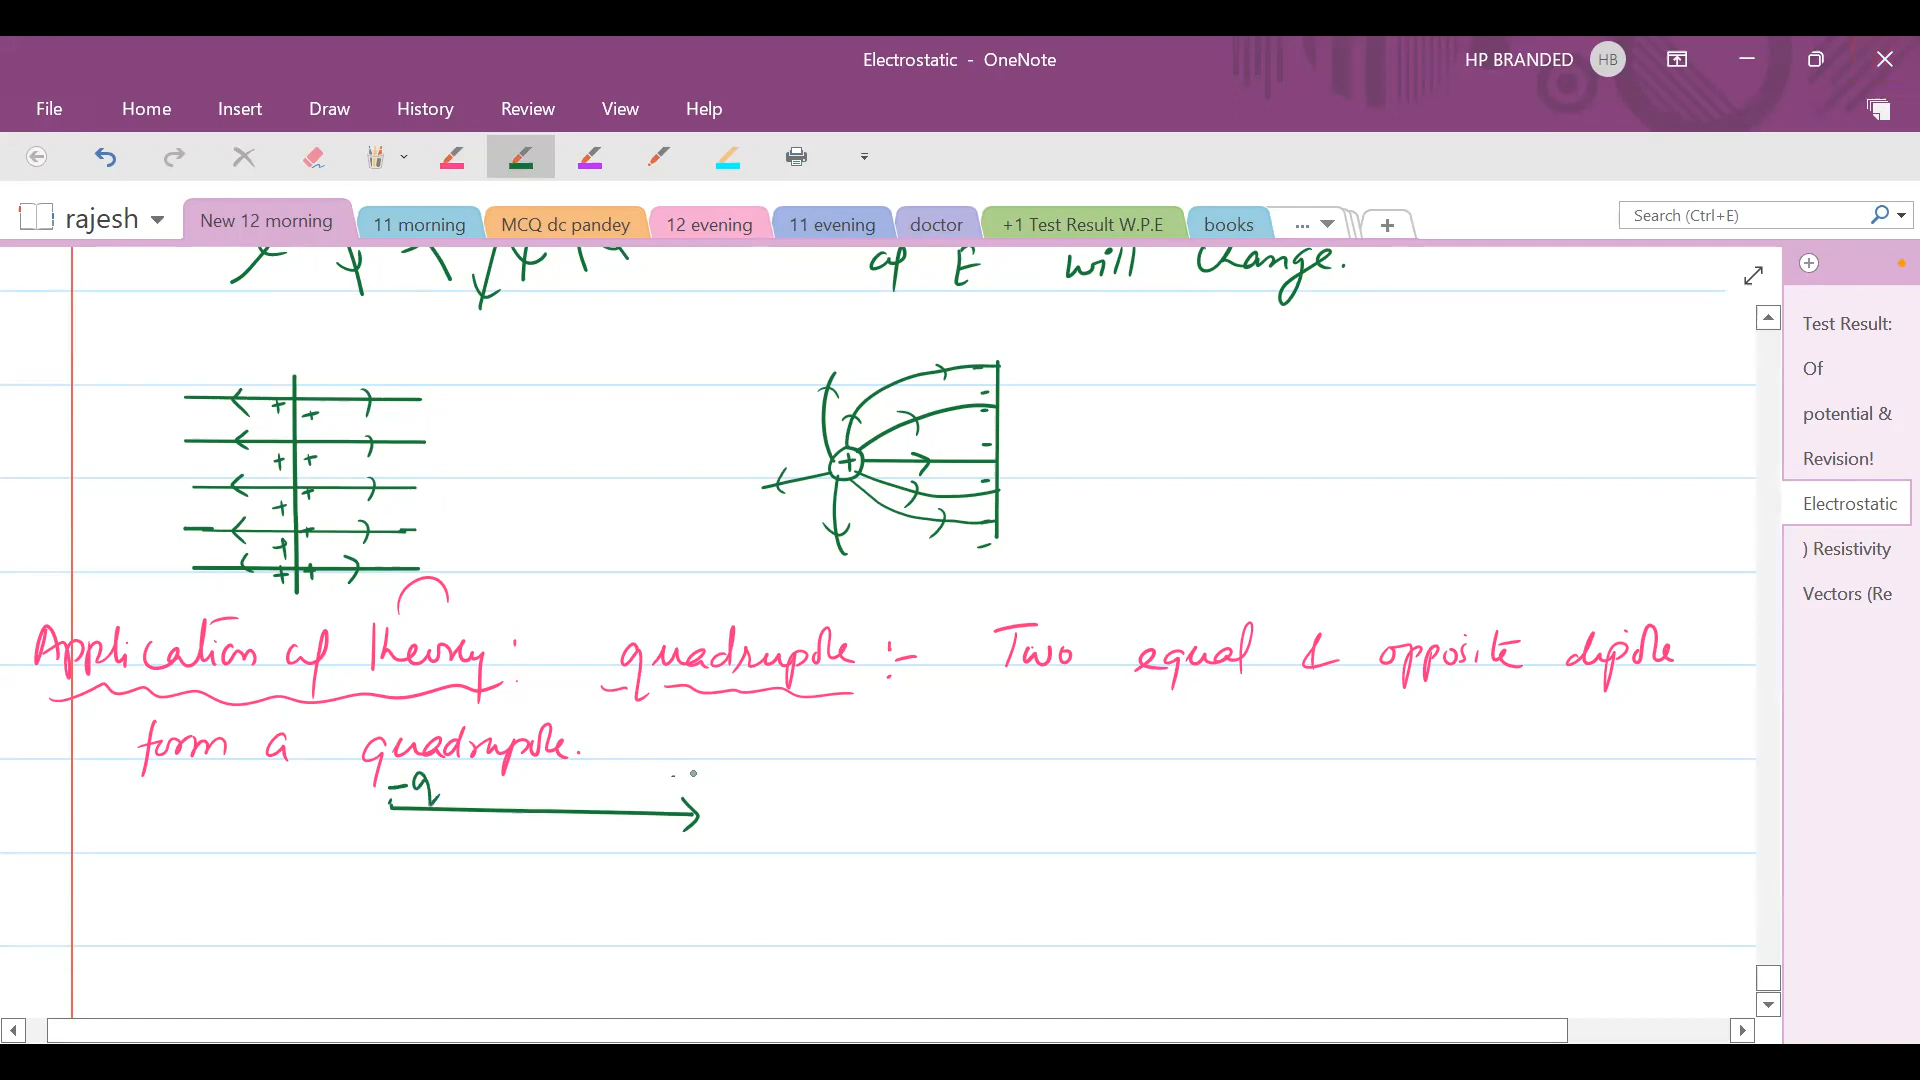 Electrostatic - OneNote
HP BRANDED
HB
File
Home
Insert
Draw
History
Review
View
Help
rajesh
New 12 morning
11 morning
MCQ dc pandey
12 evening
11 evening
doctor
+1 Test Result W.P.E
books
...
Search (Ctrl+E)
of E will change.
Test Result:
Of
potential &
Revision!
Electrostatic
) Resistivity
Vectors (Re
Application of theory: quadrupole :- Two equal & opposite dipole
form a quadrupole.
-q